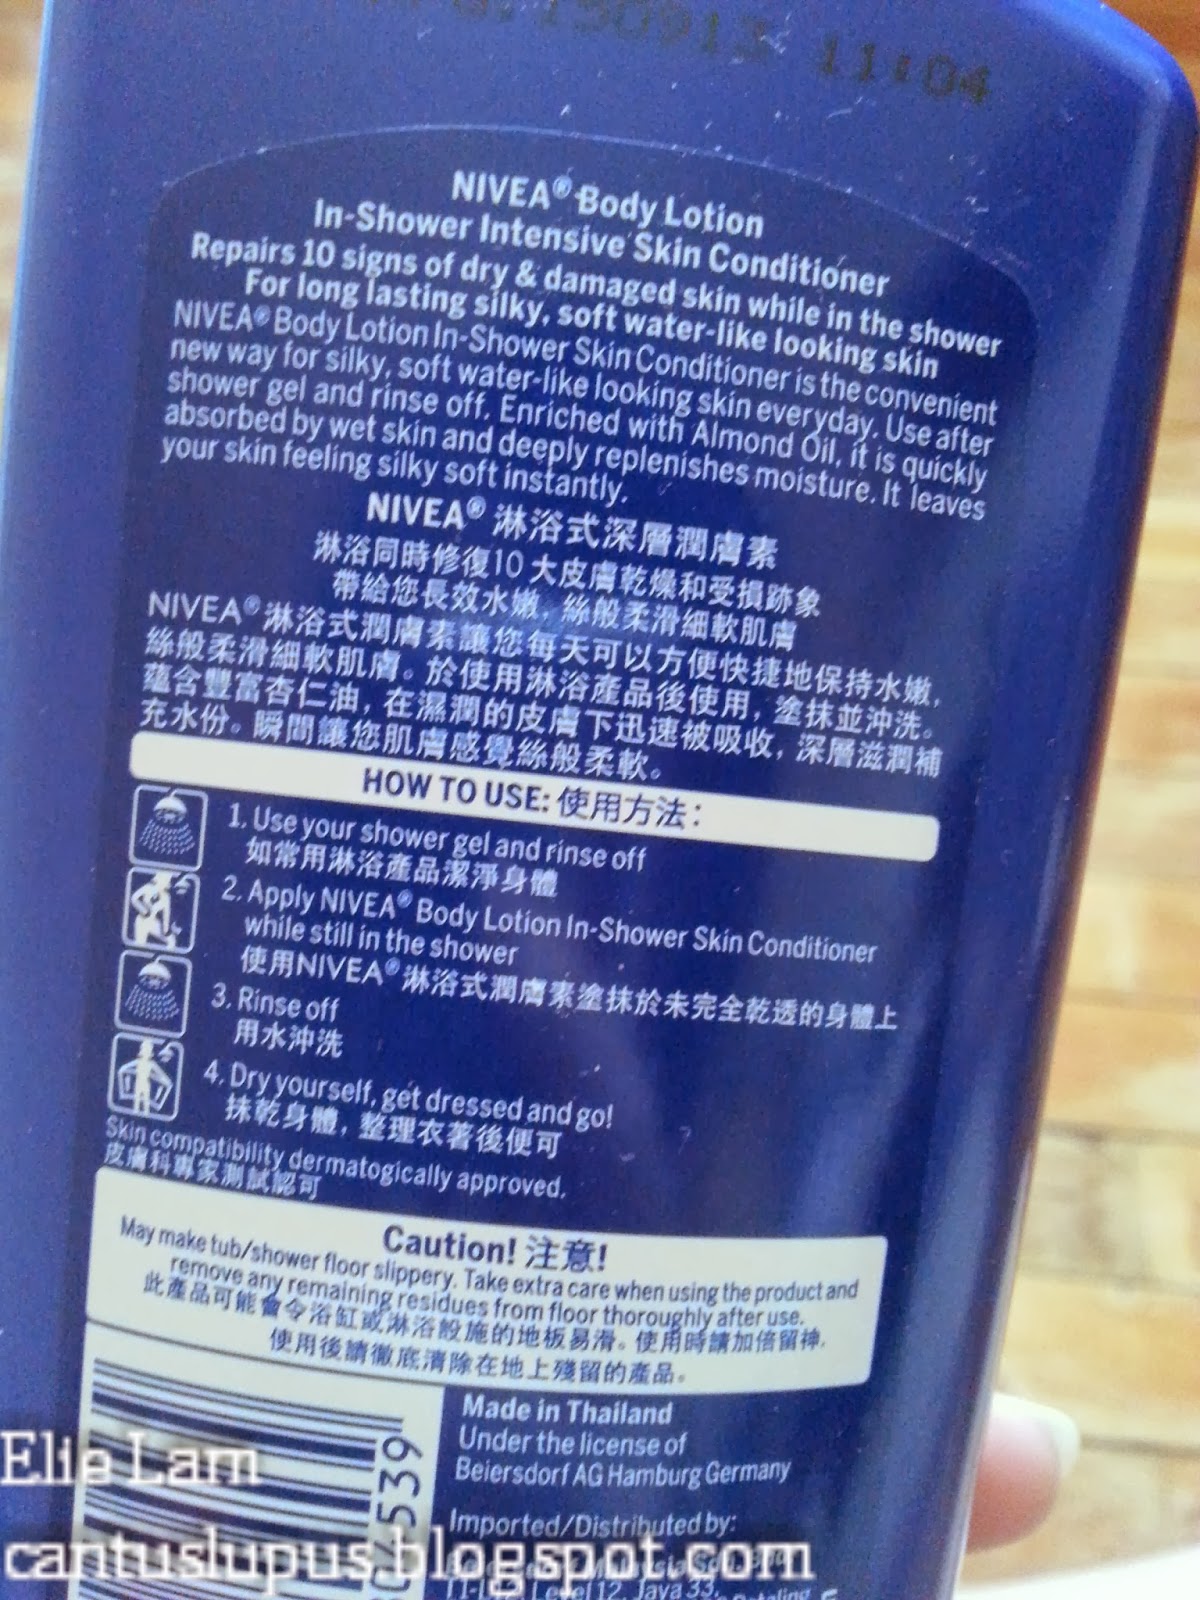 130913 11:04
NIVEA® Body Lotion
In-Shower Intensive Skin Conditioner
Repairs 10 signs of dry & damaged skin while in the shower
For long lasting silky, soft water-like looking skin
NIVEA® Body Lotion In-Shower Skin Conditioner is the convenient
new way for silky, soft water-like looking skin everyday. Use after
shower gel and rinse off. Enriched with Almond Oil, it is quickly
absorbed by wet skin and deeply replenishes moisture. It leaves
your skin feeling silky soft instantly.
NIVEA® 淋浴式深層潤膚素
淋浴同時修復10 大皮膚乾燥和受損跡象
帶給您長效水嫩, 絲般柔滑細軟肌膚
NIVEA® 淋浴式潤膚素讓您每天可以方便快捷地保持水嫩,
絲般柔滑細軟肌膚。於使用淋浴產品後使用, 塗抹並沖洗。
蘊含豐富杏仁油, 在濕潤的皮膚下迅速被吸收, 深層滋潤補
充水份。瞬間讓您肌膚感覺絲般柔軟。
HOW TO USE: 使用方法:
1. Use your shower gel and rinse off
如常用淋浴產品潔淨身體
2. Apply NIVEA® Body Lotion In-Shower Skin Conditioner
while still in the shower
使用NIVEA® 淋浴式潤膚素塗抹於未完全乾透的身體上
3. Rinse off
用水沖洗
4. Dry yourself, get dressed and go!
抹乾身體, 整理衣著後便可
Skin compatibility dermatogically approved.
皮膚科專家測試認可
Caution! 注意!
May make tub/shower floor slippery. Take extra care when using the product and
remove any remaining residues from floor thoroughly after use.
此產品可能會令浴缸或淋浴設施的地板易滑。使用時請加倍留神.
使用後請徹底清除在地上殘留的產品。
Made in Thailand
Under the license of
Beiersdorf AG Hamburg Germany
Imported/Distributed by:
Level 12, Jaya 33,
Elie Lam
cantuslupus.blogspot.com